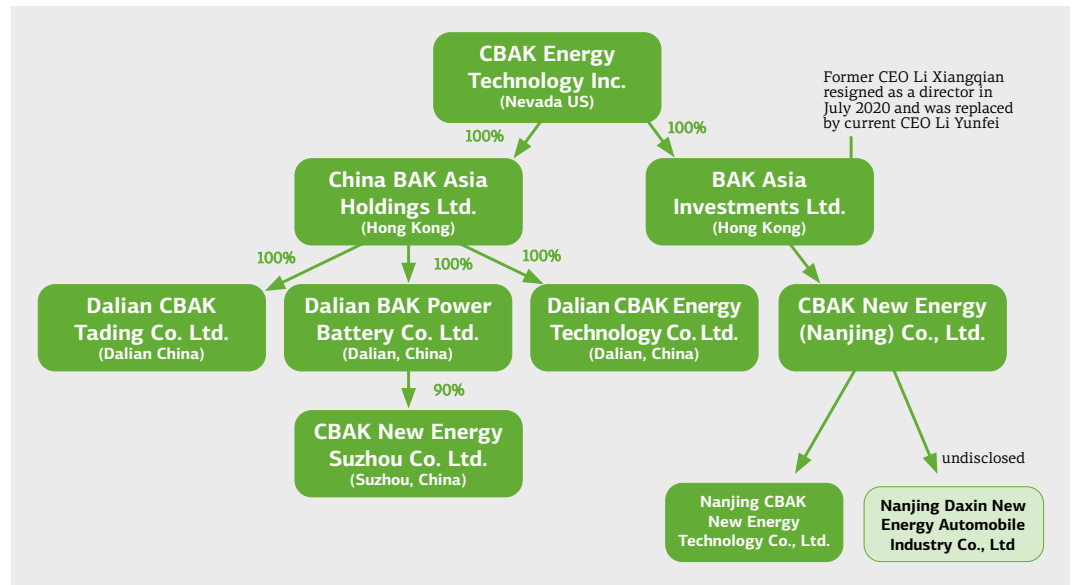 CBAK Energy
Technology Inc.
(Nevada US)
Former CEO Li Xiangqian
resigned as a director in
July 2020 and was replaced
by current CEO Li Yunfei
100%
100%
China BAK Asia
Holdings Ltd.
(Hong Kong)
BAK Asia
Investments Ltd.
(Hong Kong)
100%
100%
100%
Dalian CBAK
Tading Co. Ltd.
(Dalian China)
Dalian BAK Power
Battery Co. Ltd.
(Dalian, China)
Dalian CBAK Energy
Technology Co. Ltd.
(Dalian, China)
CBAK New Energy
(Nanjing) Co., Ltd.
90%
CBAK New Energy
Suzhou Co. Ltd.
(Suzhou, China)
undisclosed
Nanjing CBAK
New Energy
Technology Co., Ltd.
Nanjing Daxin New
Energy Automobile
Industry Co., Ltd